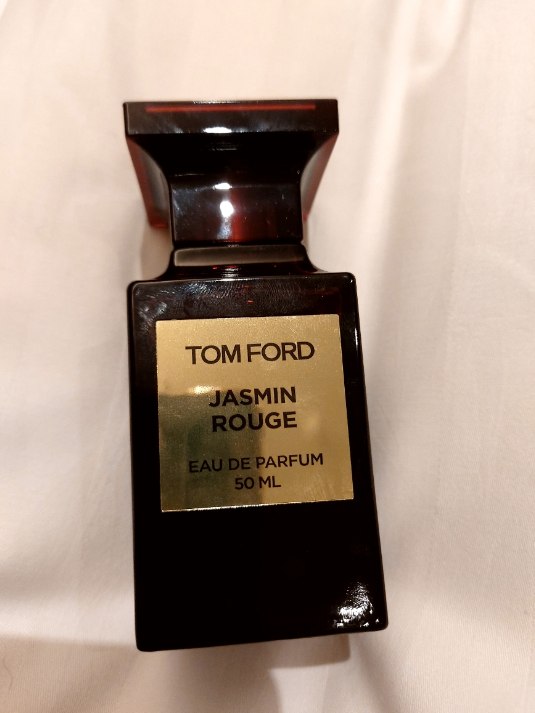 TOM FORD
JASMIN
ROUGE
EAU DE PARFUM
50 ML